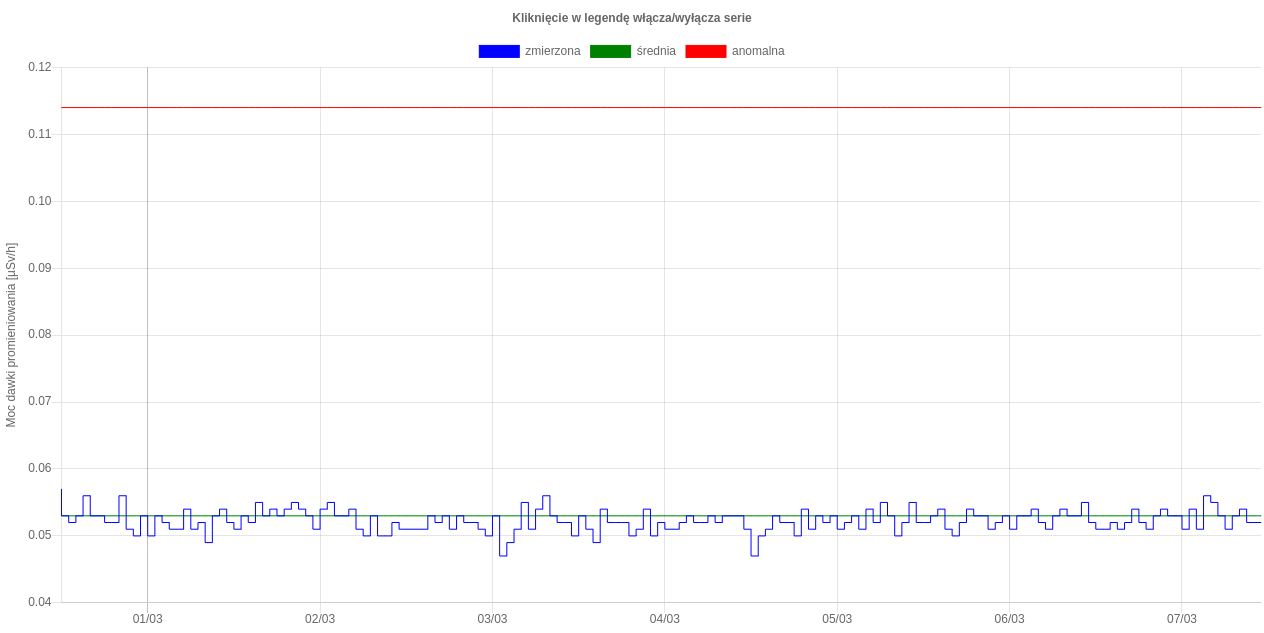 Kliknięcie w legendę włącza/wyłącza serie
zmierzona średnia anomalna
Moc dawki promieniowania [µSv/h]
0.12
0.11
0.10
0.09
0.08
0.07
0.06
0.05
0.04
01/03 02/03 03/03 04/03 05/03 06/03 07/03